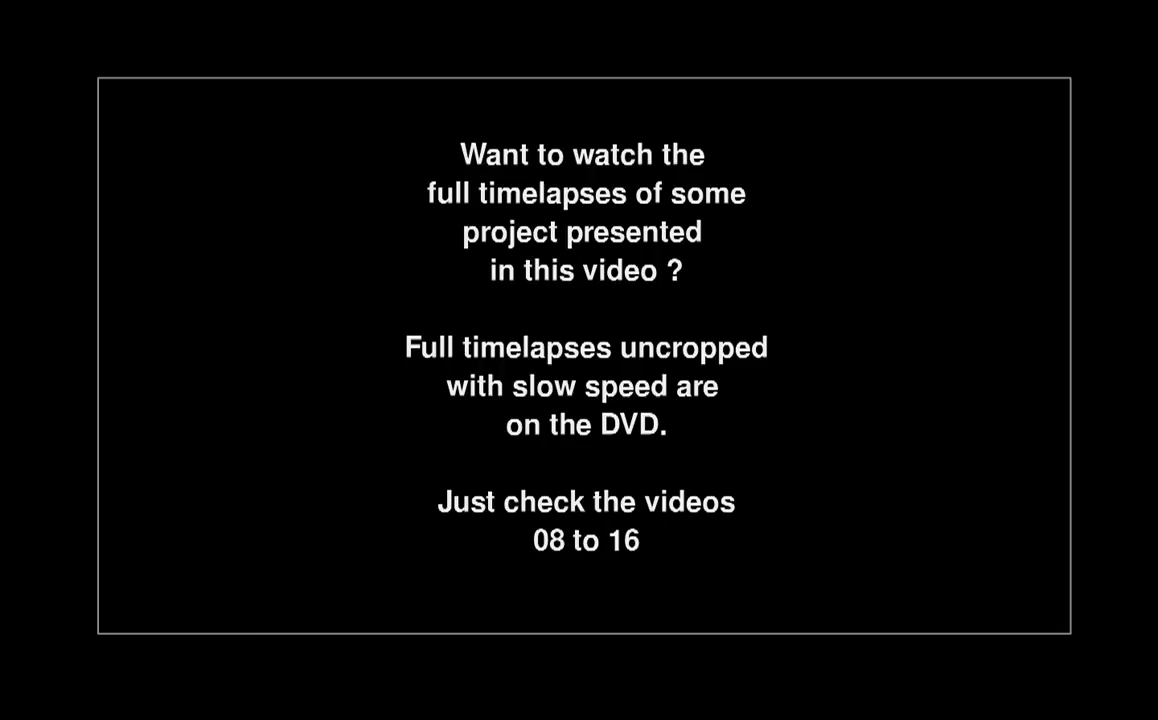 Want to watch the
full timelapses of some
project presented
in this video ?
Full timelapses uncropped
with slow speed are
on the DVD.
Just check the videos
08 to 16